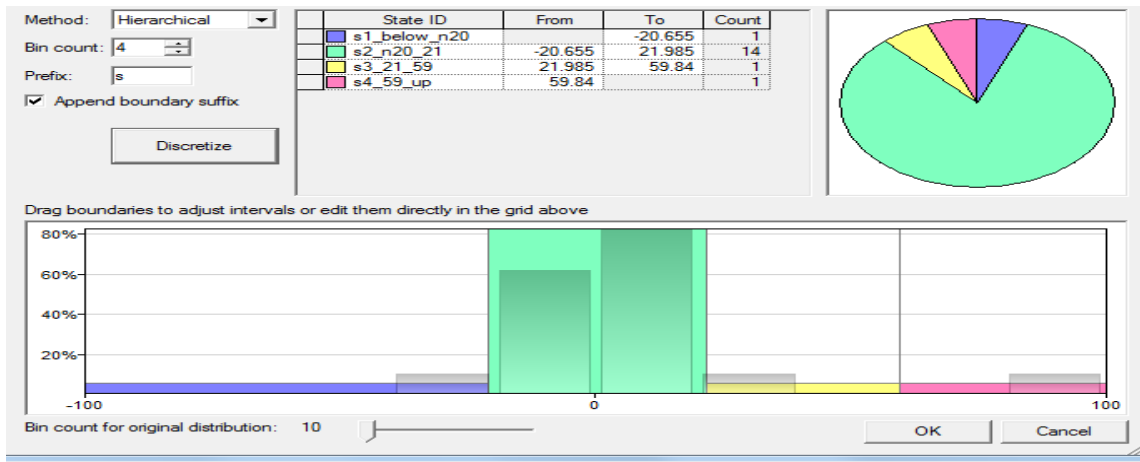 Method: Hierarchical
Bin count: 4
Prefix: s
Append boundary suffix
Discretize
State ID From To Count
s1_below_n20 -20.655 1
s2_n20_21 -20.655 21.985 14
s3_21_59 21.985 59.84 1
s4_59_up 59.84 1
Drag boundaries to adjust intervals or edit them directly in the grid above
80%
60%
40%
20%
-100 0 100
Bin count for original distribution: 10
OK Cancel